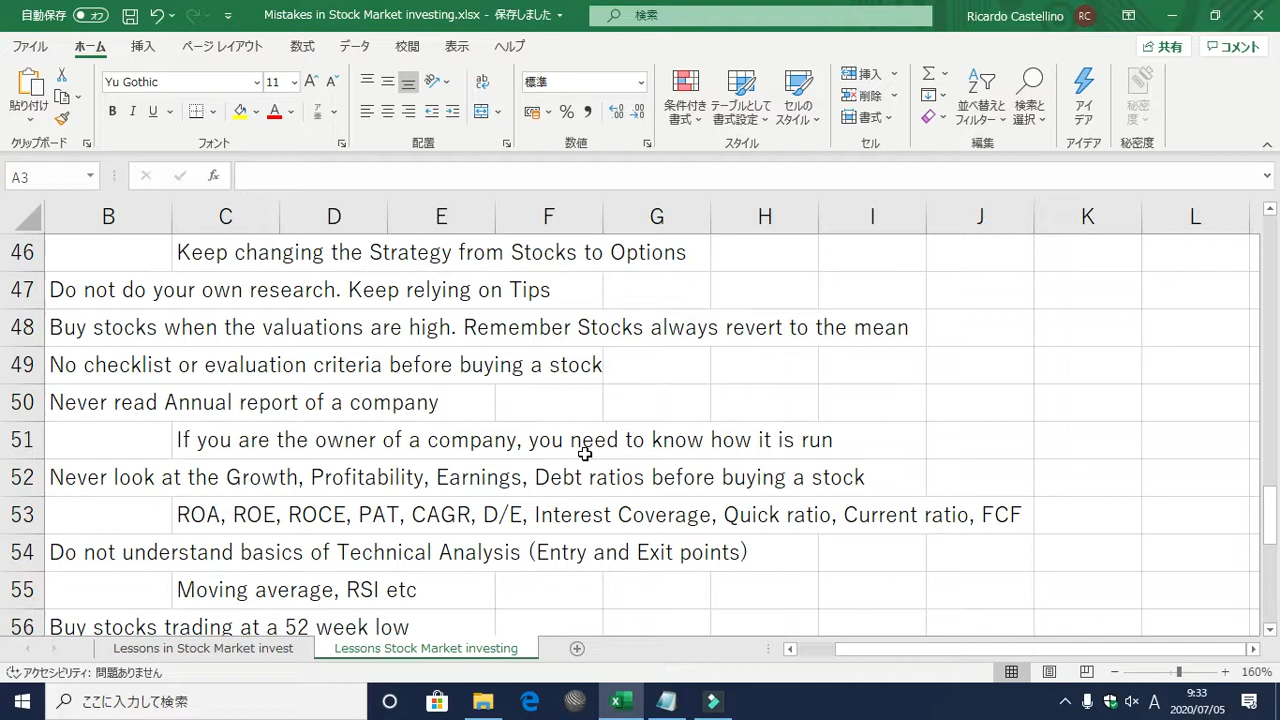 自動保存 オフ Mistakes in Stock Market investing.xlsx - 保存しました 検索 Ricardo Castellino RC
ファイル ホーム 挿入 ページ レイアウト 数式 データ 校閲 表示 ヘルプ 共有 コメント
貼り付け Yu Gothic 11 標準 条件付き書式 テーブルとして書式設定 セルのスタイル 挿入 削除 書式 並べ替えとフィルター 検索と選択 アイデア 秘密度
クリップボード フォント 配置 数値 スタイル セル 編集 アイデア 秘密度
A3 fx
B C D E F G H I J K L
46 Keep changing the Strategy from Stocks to Options
47 Do not do your own research. Keep relying on Tips
48 Buy stocks when the valuations are high. Remember Stocks always revert to the mean
49 No checklist or evaluation criteria before buying a stock
50 Never read Annual report of a company
51 If you are the owner of a company, you need to know how it is run
52 Never look at the Growth, Profitability, Earnings, Debt ratios before buying a stock
53 ROA, ROE, ROCE, PAT, CAGR, D/E, Interest Coverage, Quick ratio, Current ratio, FCF
54 Do not understand basics of Technical Analysis (Entry and Exit points)
55 Moving average, RSI etc
56 Buy stocks trading at a 52 week low
Lessons in Stock Market invest Lessons Stock Market investing
アクセシビリティ: 問題ありません 160%
ここに入力して検索 A 9:33
2020/07/05